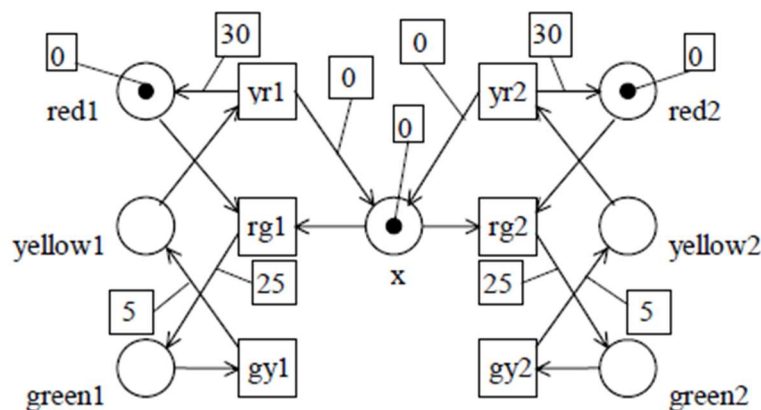 0 30 0 0 30 0
yr1 yr2
red1 red2
0
rg1 rg2
yellow1 x yellow2
5 25 25 5
gy1 gy2
green1 green2